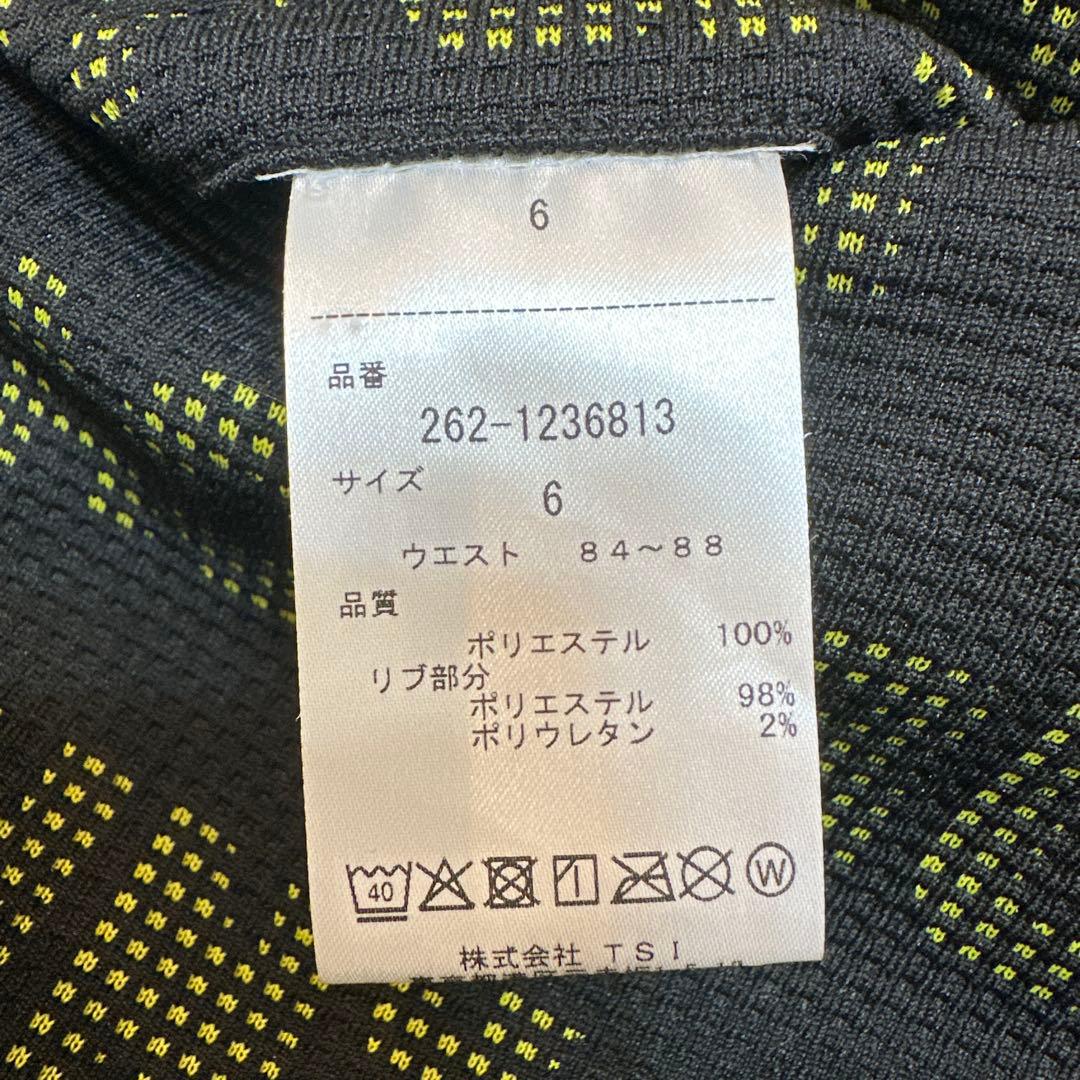 6
品番
262-1236813
サイズ
6
ウエスト 84~88
品質
ポリエステル 100%
リブ部分
ポリエステル 98%
ポリウレタン 2%
40
W
株式会社 TSI